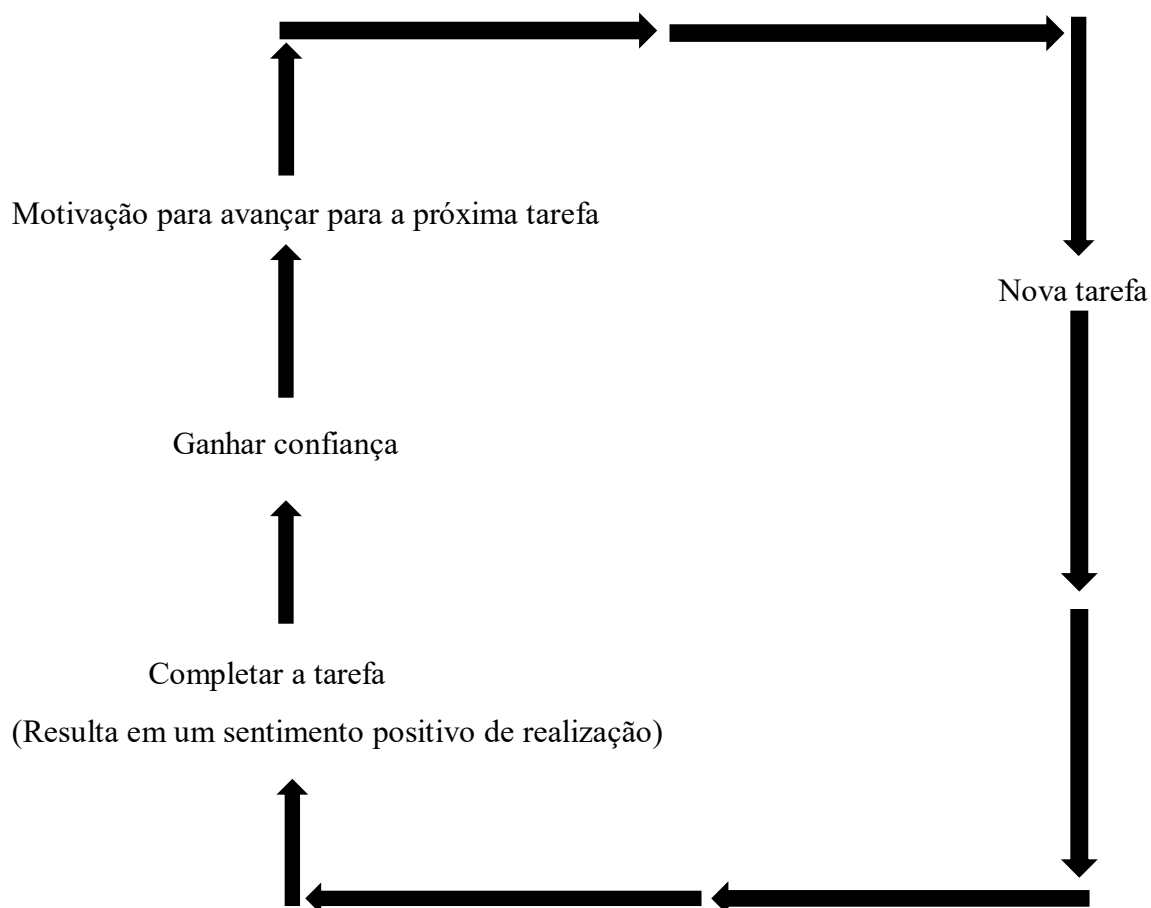 Motivação para avançar para a próxima tarefa
Nova tarefa
Ganhar confiança
Completar a tarefa
(Resulta em um sentimento positivo de realização)